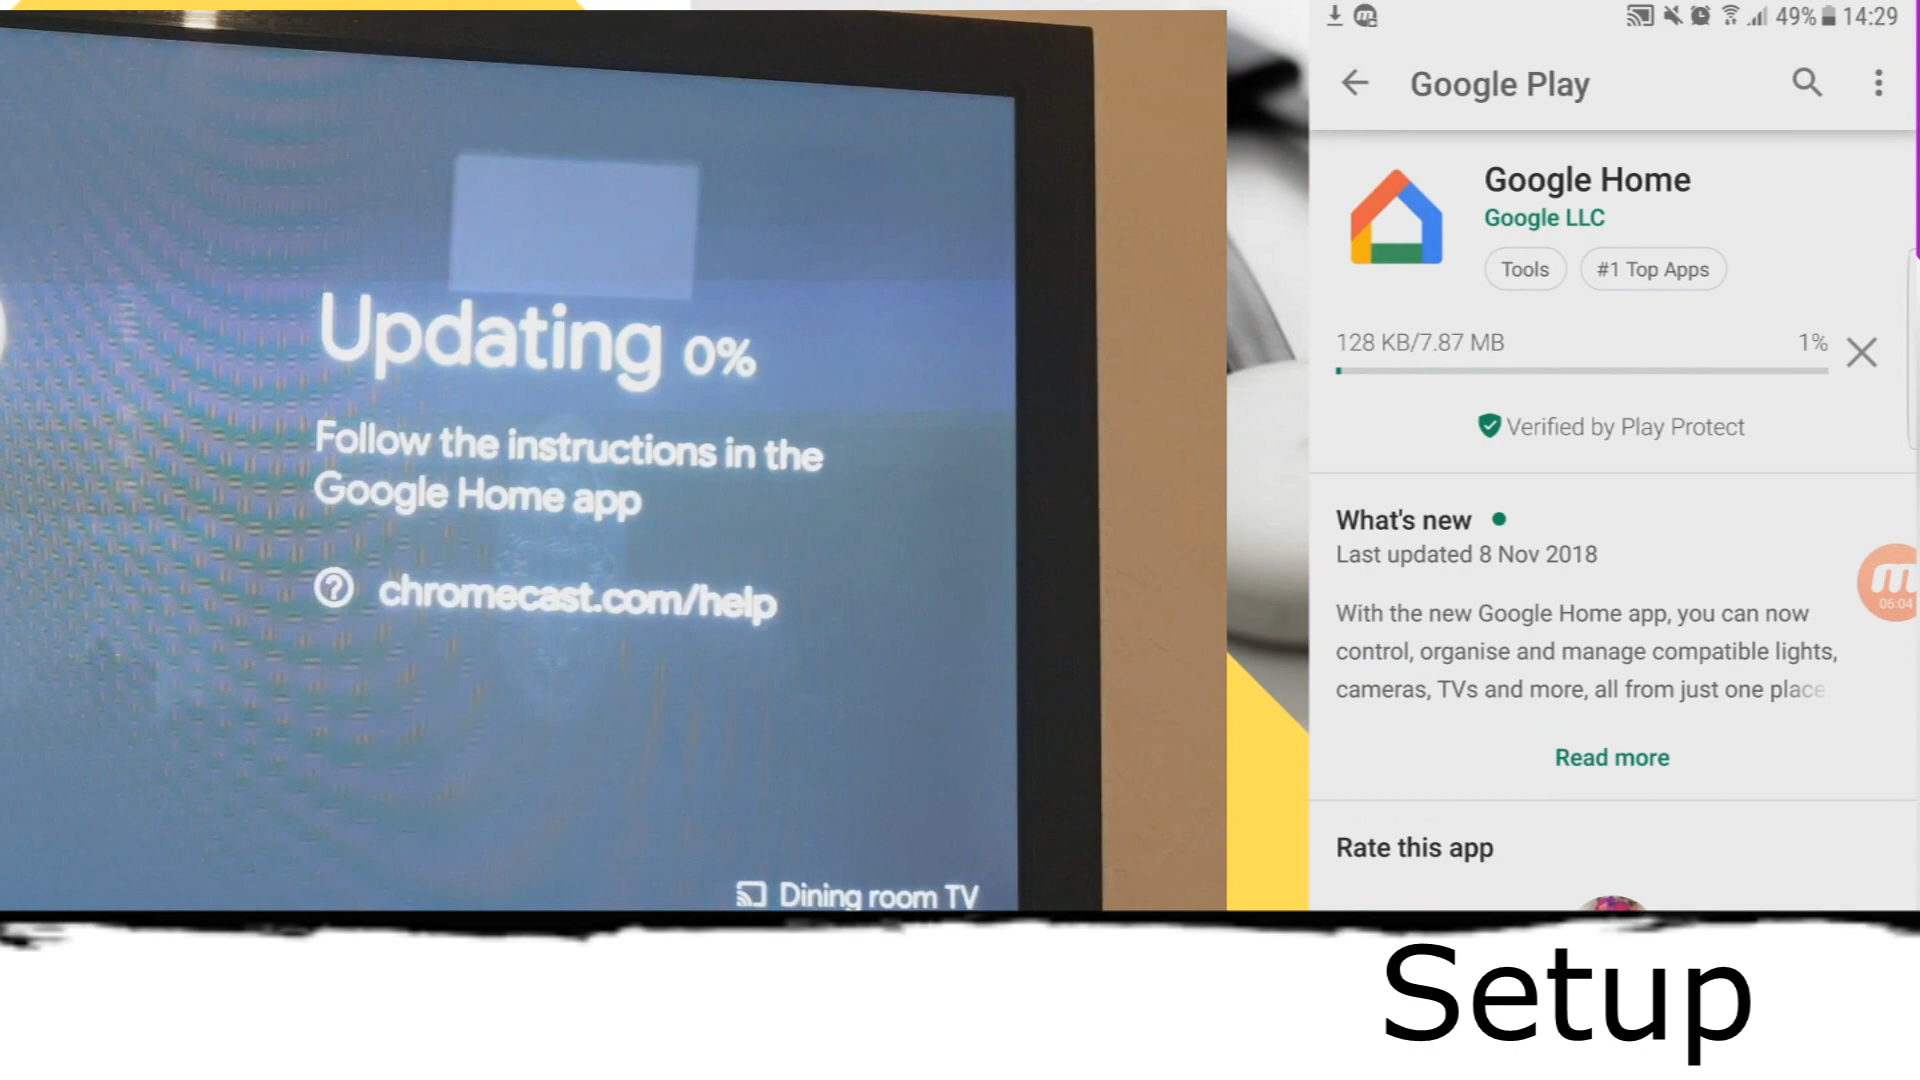 Updating 0%
Follow the instructions in the
Google Home app
? chromecast.com/help
Dining room TV
49% 14:29
Google Play
Google Home
Google LLC
Tools #1 Top Apps
128 KB/7.87 MB 1%
Verified by Play Protect
What's new
Last updated 8 Nov 2018
With the new Google Home app, you can now
control, organise and manage compatible lights,
cameras, TVs and more, all from just one place
Read more
06:04
Rate this app
Setup